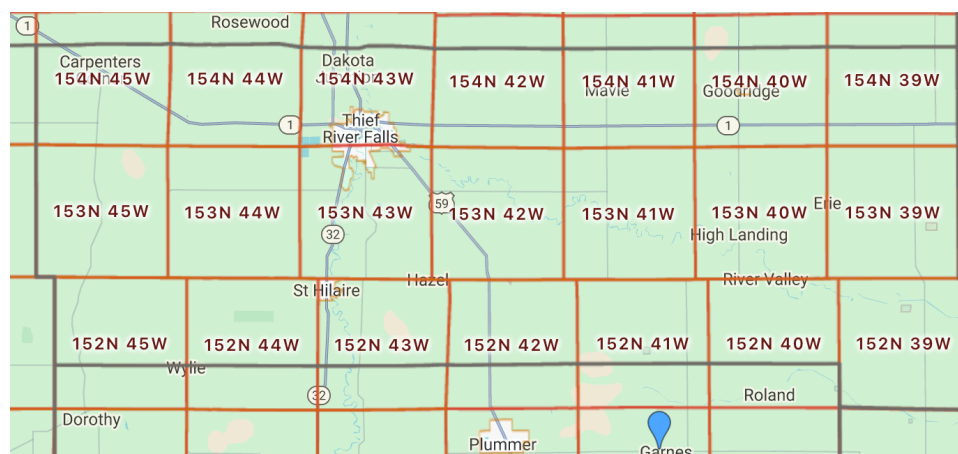 1
Rosewood
Carpenters
Dakota
154N 45W
154N 44W
154N 43W
154N 42W
154N 41W
154N 40W
154N 39W
Mavie
Goodridge
1
Thief
River Falls
1
153N 45W
153N 44W
153N 43W
59
153N 42W
153N 41W
153N 40W
Erie
153N 39W
32
High Landing
St Hilaire
Hazel
River Valley
152N 45W
152N 44W
152N 43W
152N 42W
152N 41W
152N 40W
152N 39W
Wylie
32
Roland
Dorothy
Plummer
Garnes